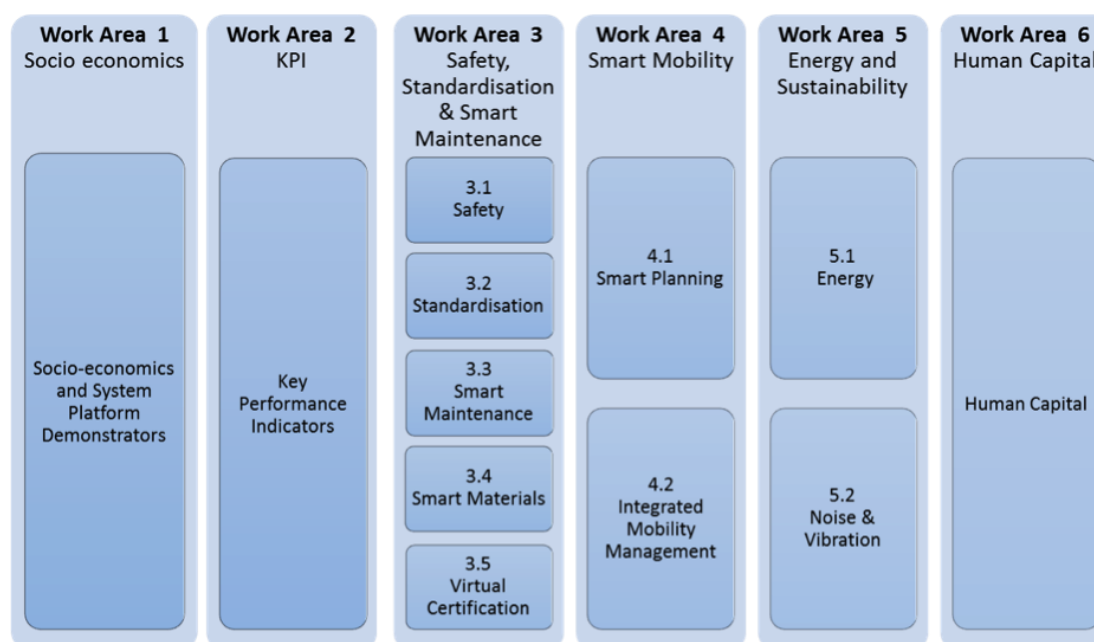 Work Area 1
Socio economics
Socio-economics
and System
Platform
Demonstrators
Work Area 2
KPI
Key
Performance
Indicators
Work Area 3
Safety,
Standardisation
& Smart
Maintenance
3.1
Safety
3.2
Standardisation
3.3
Smart
Maintenance
3.4
Smart Materials
3.5
Virtual
Certification
Work Area 4
Smart Mobility
4.1
Smart Planning
4.2
Integrated
Mobility
Management
Work Area 5
Energy and
Sustainability
5.1
Energy
5.2
Noise &
Vibration
Work Area 6
Human Capital
Human Capital